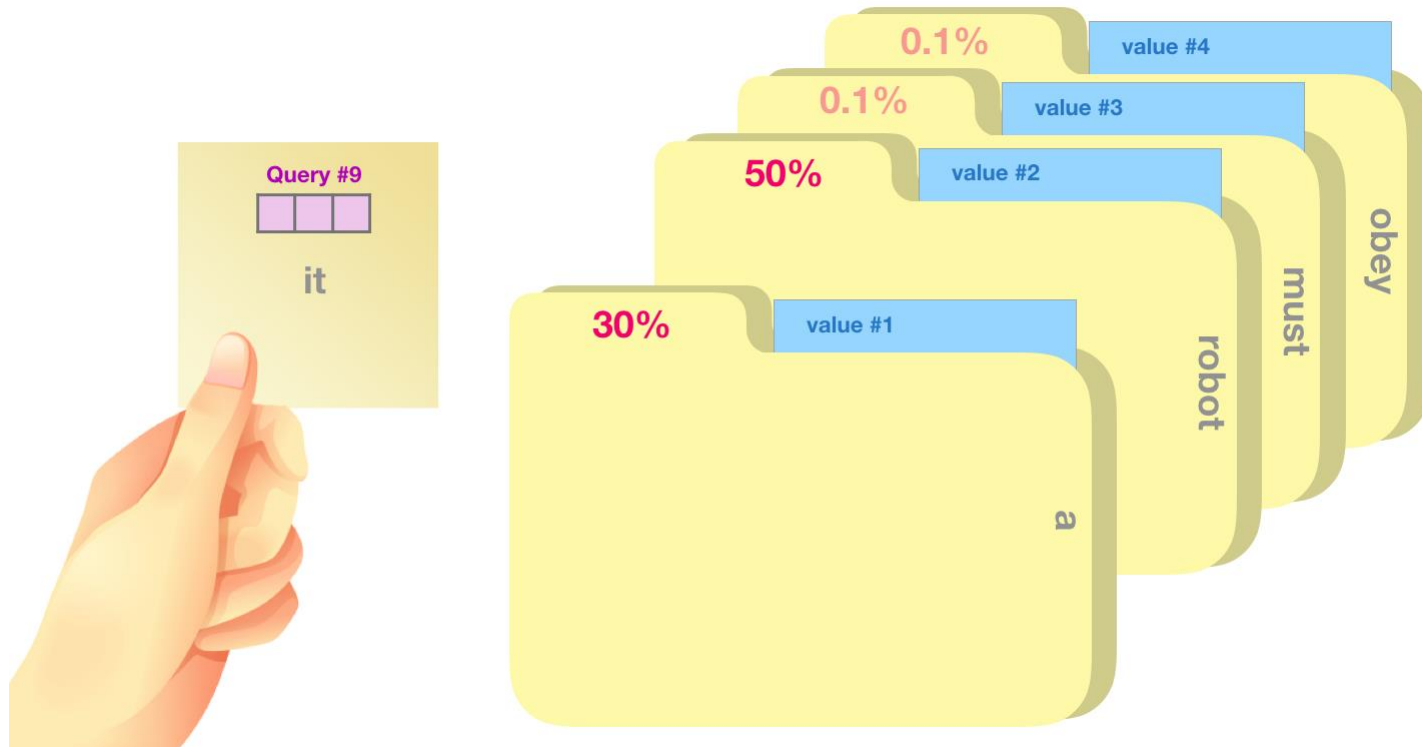 Query #9
it
0.1%
value #4
obey
0.1%
value #3
must
50%
value #2
robot
30%
value #1
a